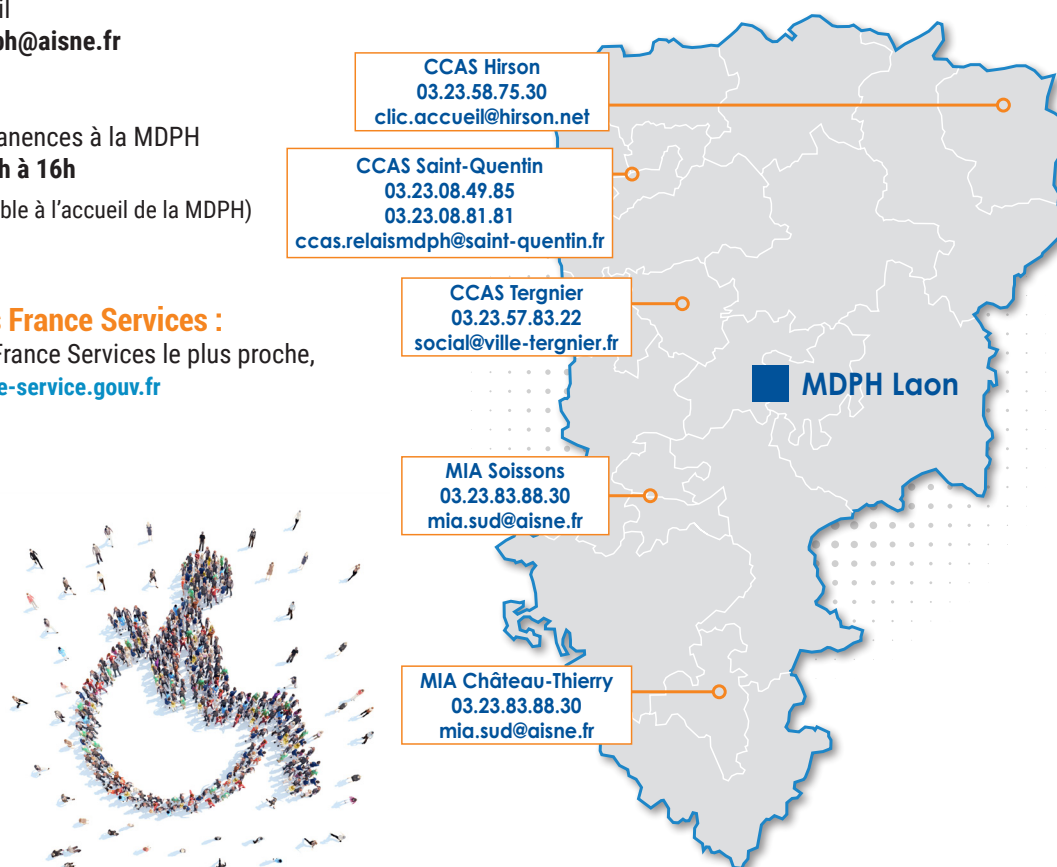 il
ph@aisne.fr
anences à la MDPH
h à 16h
ble à l'accueil de la MDPH)
s France Services :
France Services le plus proche,
e-service.gouv.fr
CCAS Hirson
03.23.58.75.30
clic.accueil@hirson.net
CCAS Saint-Quentin
03.23.08.49.85
03.23.08.81.81
ccas.relaismdph@saint-quentin.fr
CCAS Tergnier
03.23.57.83.22
social@ville-tergnier.fr
MDPH Laon
MIA Soissons
03.23.83.88.30
mia.sud@aisne.fr
MIA Château-Thierry
03.23.83.88.30
mia.sud@aisne.fr